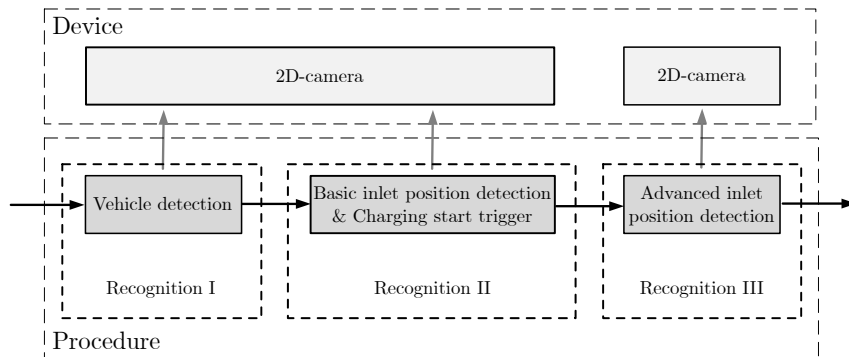 Device
2D-camera
2D-camera
Vehicle detection
Basic inlet position detection
& Charging start trigger
Advanced inlet
position detection
Recognition I
Recognition II
Recognition III
Procedure